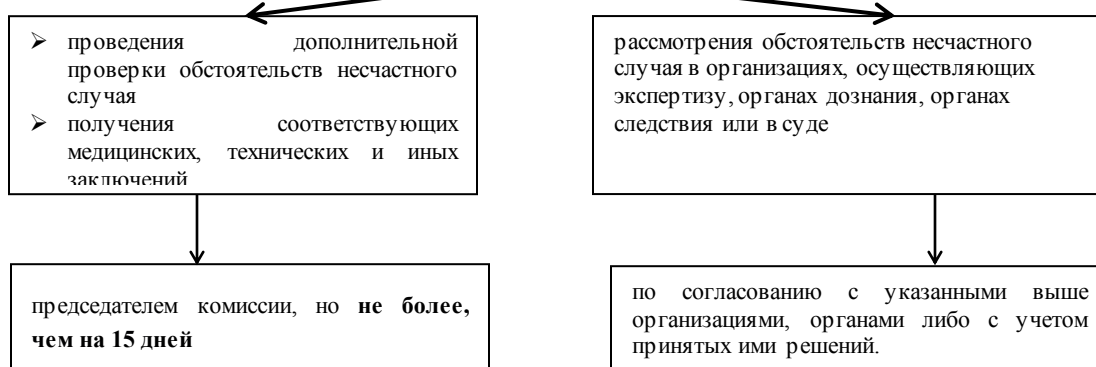 ➢ проведения дополнительной
проверки обстоятельств несчастного
случая
➢ получения соответствующих
медицинских, технических и иных
заключений
рассмотрения обстоятельств несчастного
случая в организациях, осуществляющих
экспертизу, органах дознания, органах
следствия или в суде
председателем комиссии, но не более,
чем на 15 дней
по согласованию с указанными выше
организациями, органами либо с учетом
принятых ими решений.